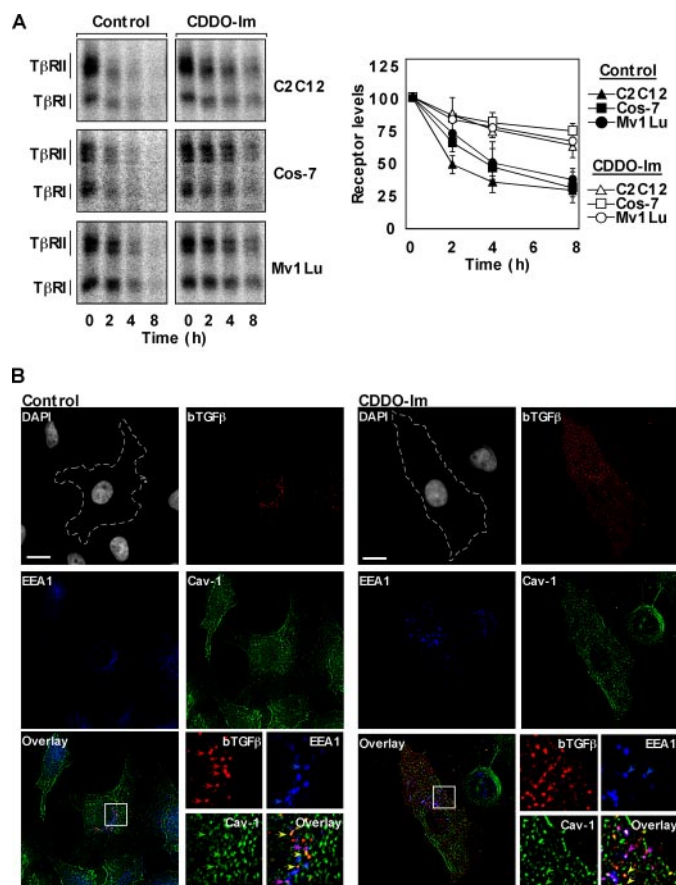 A
Control CDDO-Im
TβRII
TβRI
C2C12
TβRII
TβRI
Cos-7
TβRII
TβRI
Mv1Lu
0 2 4 8 0 2 4 8
Time (h)
Receptor levels
125
100
75
50
25
0
0 2 4 6 8
Time (h)
Control
C2C12
Cos-7
Mv1Lu
CDDO-Im
C2C12
Cos-7
Mv1Lu
B
Control
DAPI
bTGFβ
EEA1
Cav-1
Overlay
bTGFβ
EEA1
Cav-1
Overlay
CDDO-Im
DAPI
bTGFβ
EEA1
Cav-1
Overlay
bTGFβ
EEA1
Cav-1
Overlay